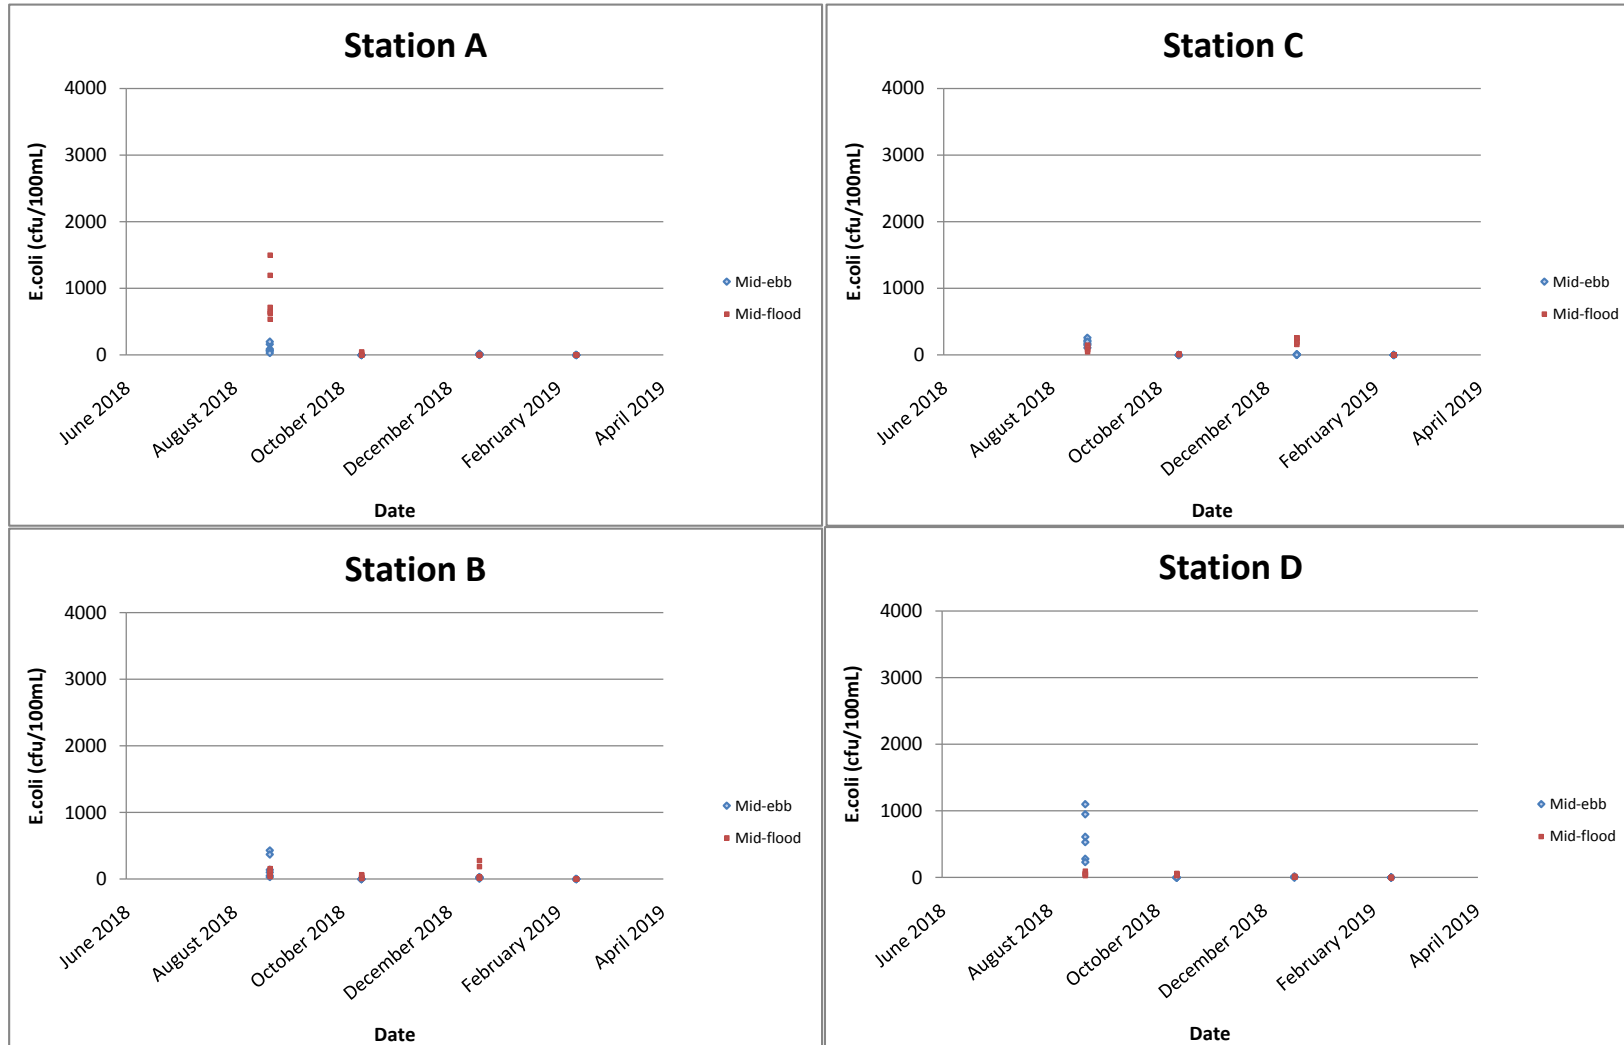 Station A
E.coli (cfu/100mL)
4000
3000
2000
1000
0
June 2018
August 2018
October 2018
December 2018
February 2019
April 2019
Date
Mid-ebb
Mid-flood
Station C
E.coli (cfu/100mL)
4000
3000
2000
1000
0
June 2018
August 2018
October 2018
December 2018
February 2019
April 2019
Date
Mid-ebb
Mid-flood
Station B
E.coli (cfu/100mL)
4000
3000
2000
1000
0
June 2018
August 2018
October 2018
December 2018
February 2019
April 2019
Date
Mid-ebb
Mid-flood
Station D
E.coli (cfu/100mL)
4000
3000
2000
1000
0
June 2018
August 2018
October 2018
December 2018
February 2019
April 2019
Date
Mid-ebb
Mid-flood